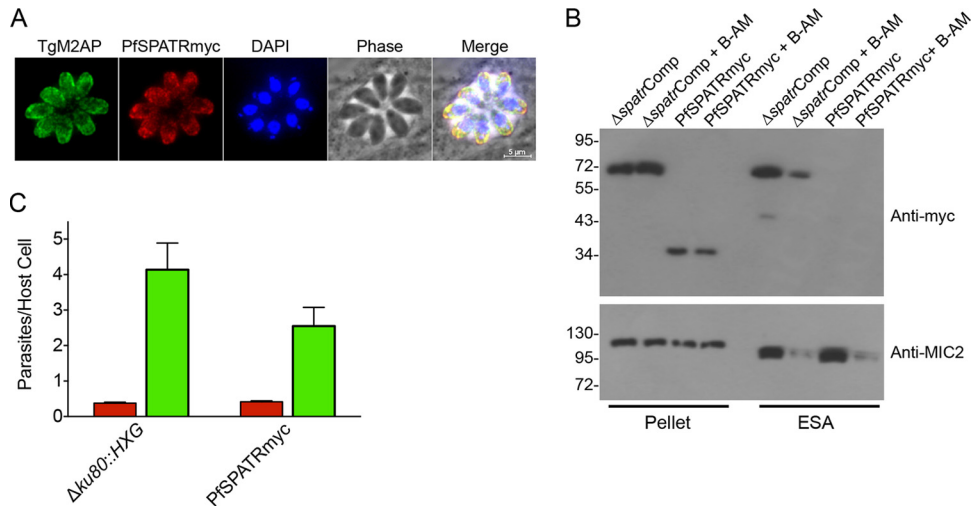 A
TgM2AP PfSPATRmyc DAPI Phase Merge
5 µm
B
ΔspatrComp
ΔspatrComp + B-AM
PfSPATRmyc
PfSPATRmyc + B-AM
ΔspatrComp
ΔspatrComp + B-AM
PfSPATRmyc
PfSPATRmyc+ B-AM
95-
72-
55-
43-
34-
Anti-myc
130-
95-
72-
Anti-MIC2
Pellet ESA
C
Parasites/Host Cell
5
4
3
2
1
0
Δku80::HXG
PfSPATRmyc